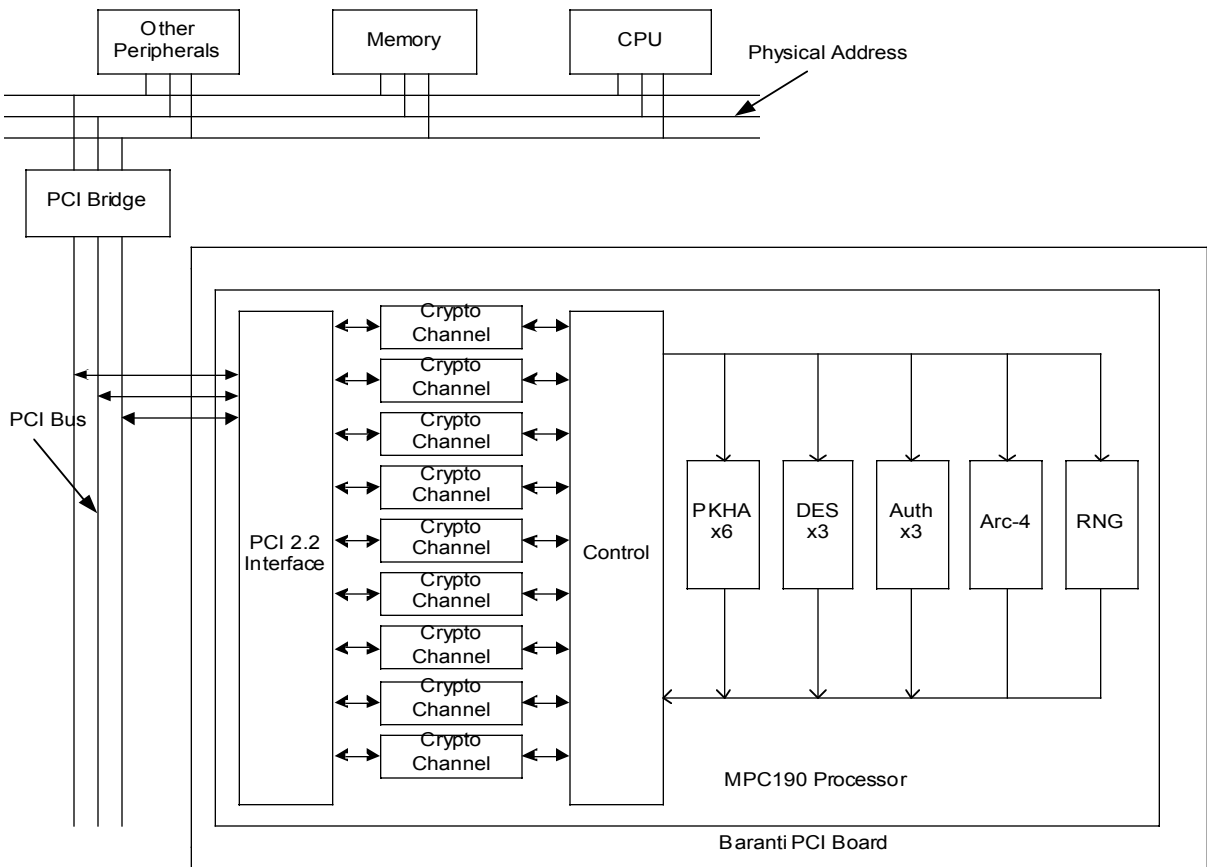 Other
Peripherals
Memory
CPU
Physical Address
PCI Bridge
PCI Bus
PCI 2.2
Interface
Crypto
Channel
Crypto
Channel
Crypto
Channel
Crypto
Channel
Crypto
Channel
Crypto
Channel
Crypto
Channel
Crypto
Channel
Crypto
Channel
Control
PKHA
x6
DES
x3
Auth
x3
Arc-4
RNG
MPC190 Processor
Baranti PCI Board